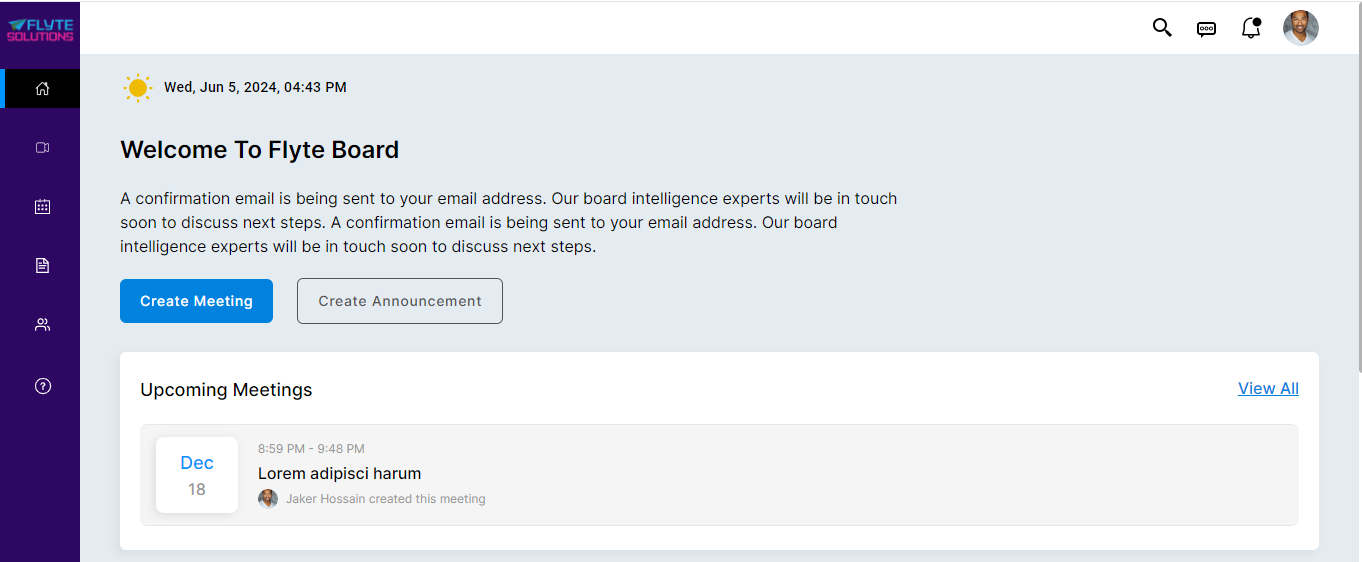 FLYTE
SOLUTIONS
Wed, Jun 5, 2024, 04:43 PM
Welcome To Flyte Board
A confirmation email is being sent to your email address. Our board intelligence experts will be in touch
soon to discuss next steps. A confirmation email is being sent to your email address. Our board
intelligence experts will be in touch soon to discuss next steps.
Create Meeting
Create Announcement
Upcoming Meetings
View All
Dec
18
8:59 PM - 9:48 PM
Lorem adipisci harum
Jaker Hossain created this meeting